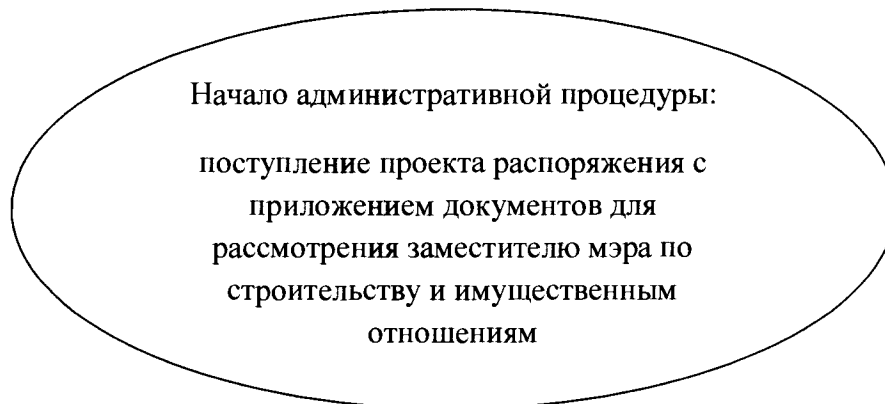 Начало административной процедуры:
поступление проекта распоряжения с
приложением документов для
рассмотрения заместителю мэра по
строительству и имущественным
отношениям